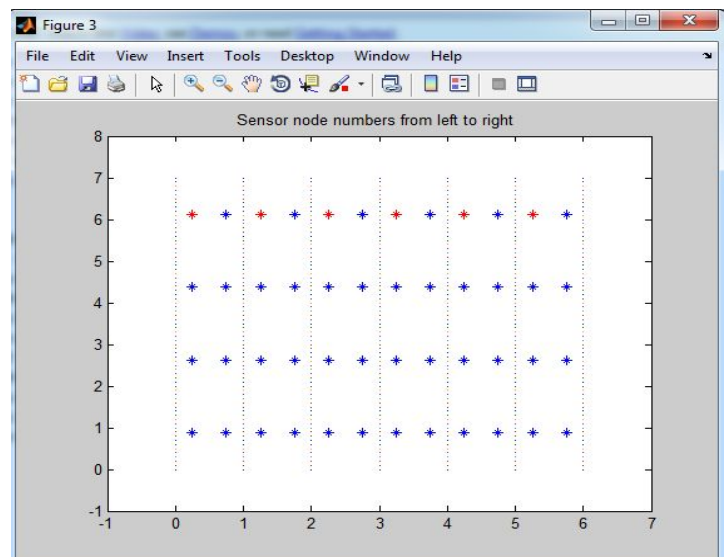 Figure 3
File Edit View Insert Tools Desktop Window Help
Sensor node numbers from left to right
8
7
6
5
4
3
2
1
0
-1
-1 0 1 2 3 4 5 6 7